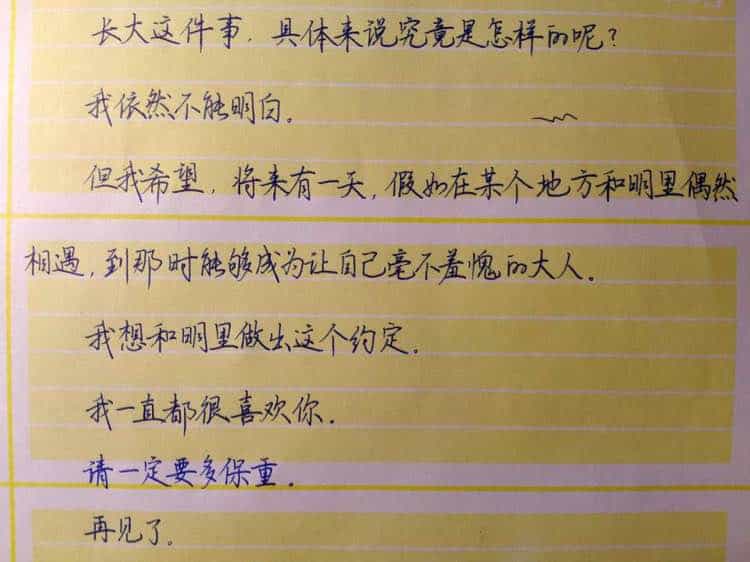 长大这件事，具体来说究竟是怎样的呢？
我依然不能明白。
但我希望，将来有一天，假如在某个地方和明里偶然
相遇，到那时能够成为让自己毫不羞愧的大人。
我想和明里做出这个约定。
我一直都很喜欢你。
请一定要多保重。
再见了。